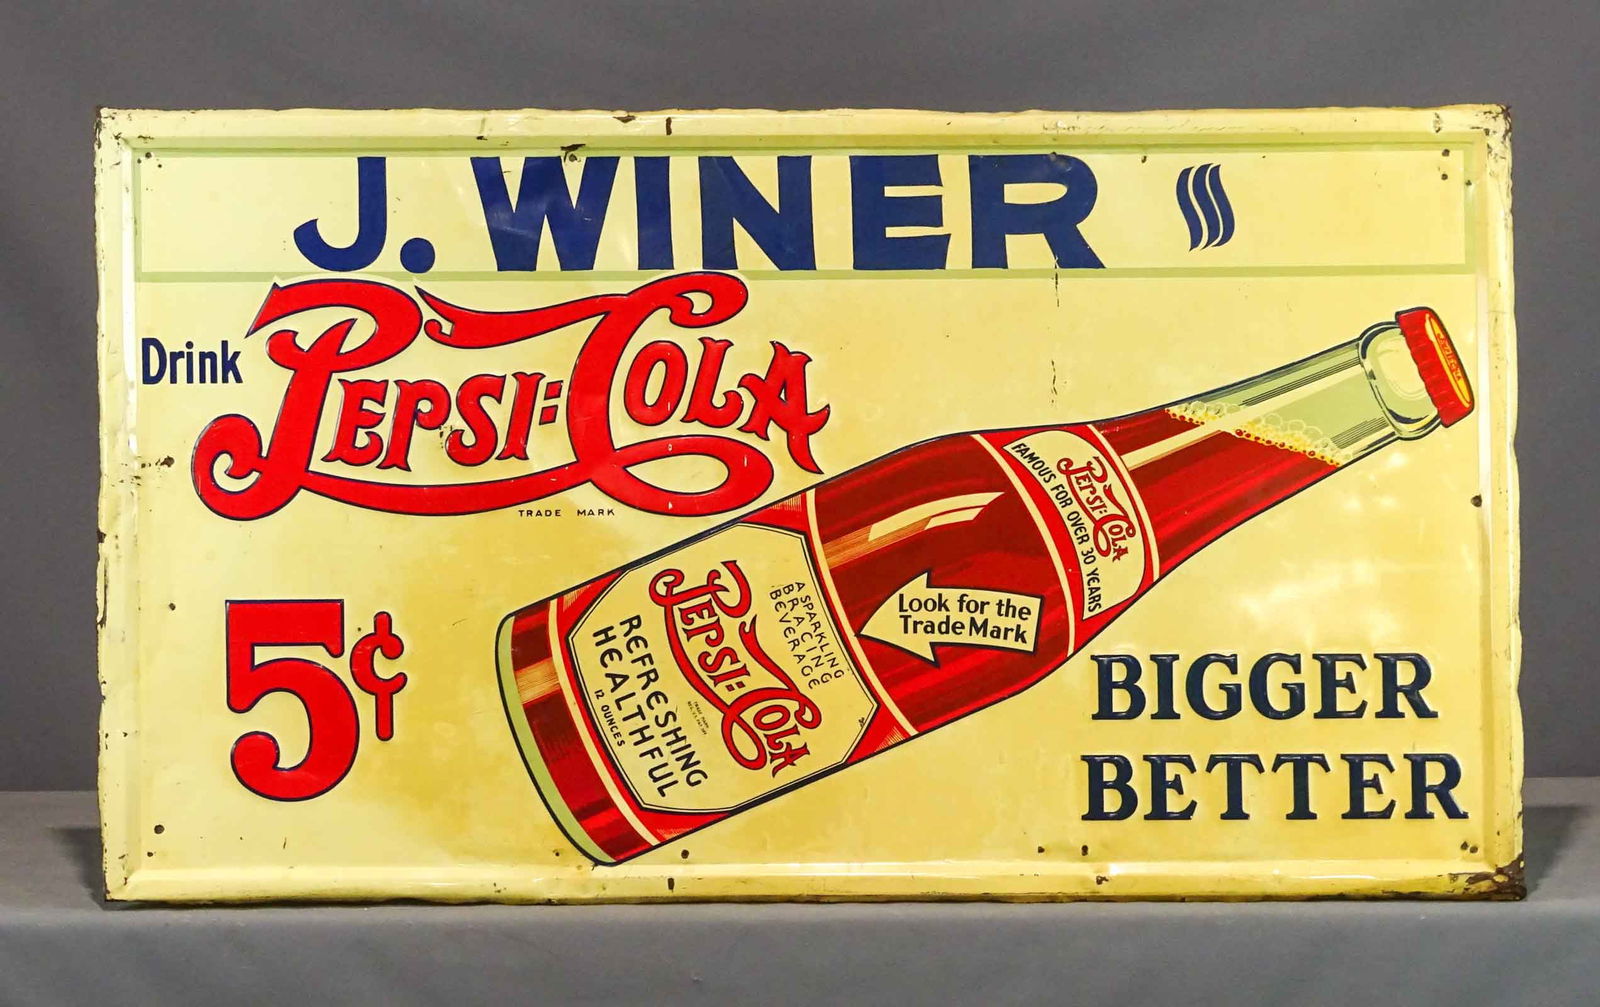 J. WINER
Drink
PEPSI=COLA
TRADE MARK
5¢
FAMOUS FOR OVER 30 YEARS
PEPSI=COLA
Look for the
Trade Mark
A SPARKLING
BRACING
BEVERAGE
PEPSI=COLA
REFRESHING
HEALTHFUL
12 OUNCES
BIGGER
BETTER